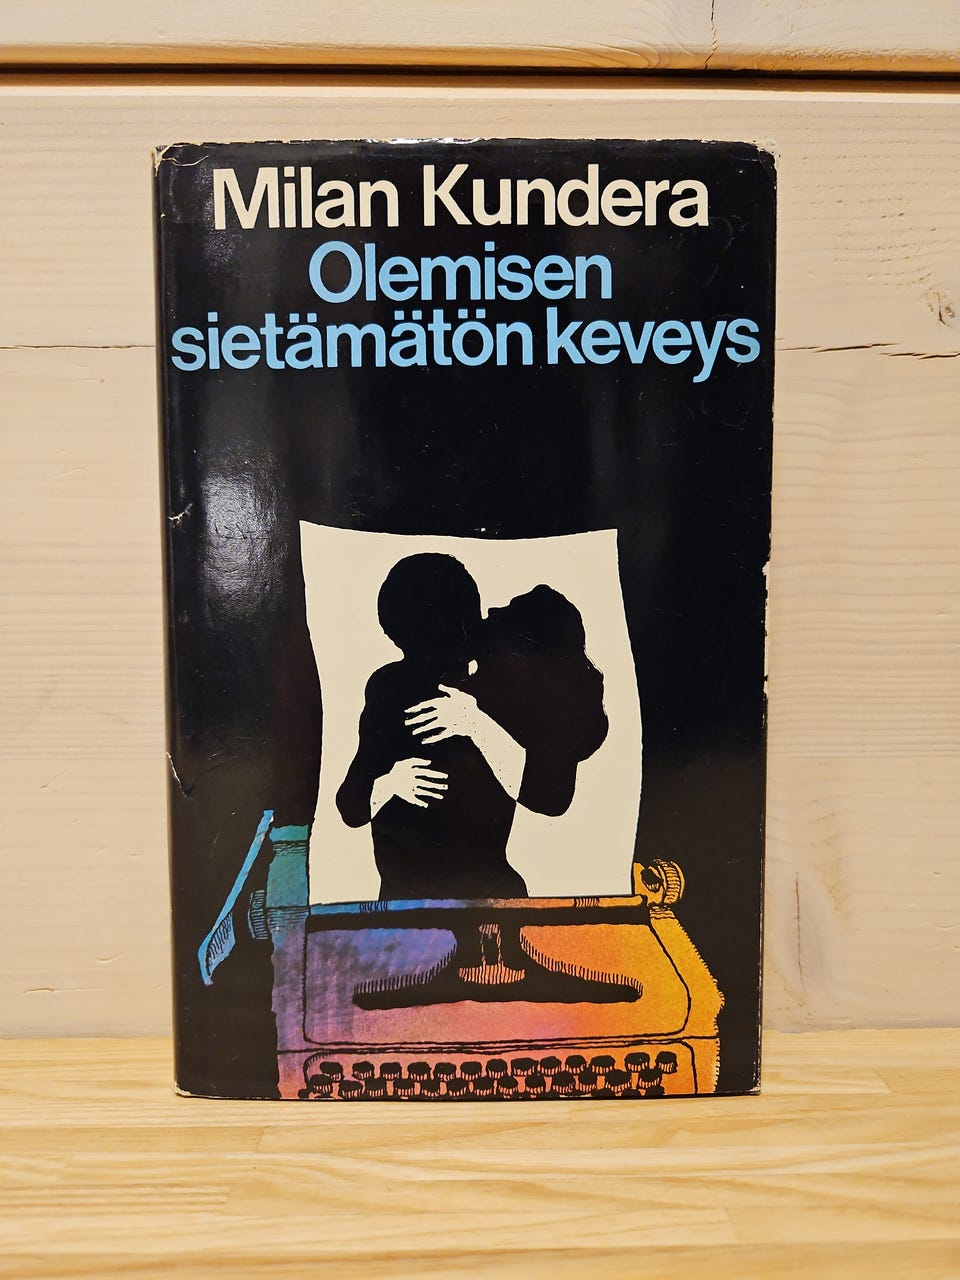 Milan Kundera
Olemisen
sietämätön keveys